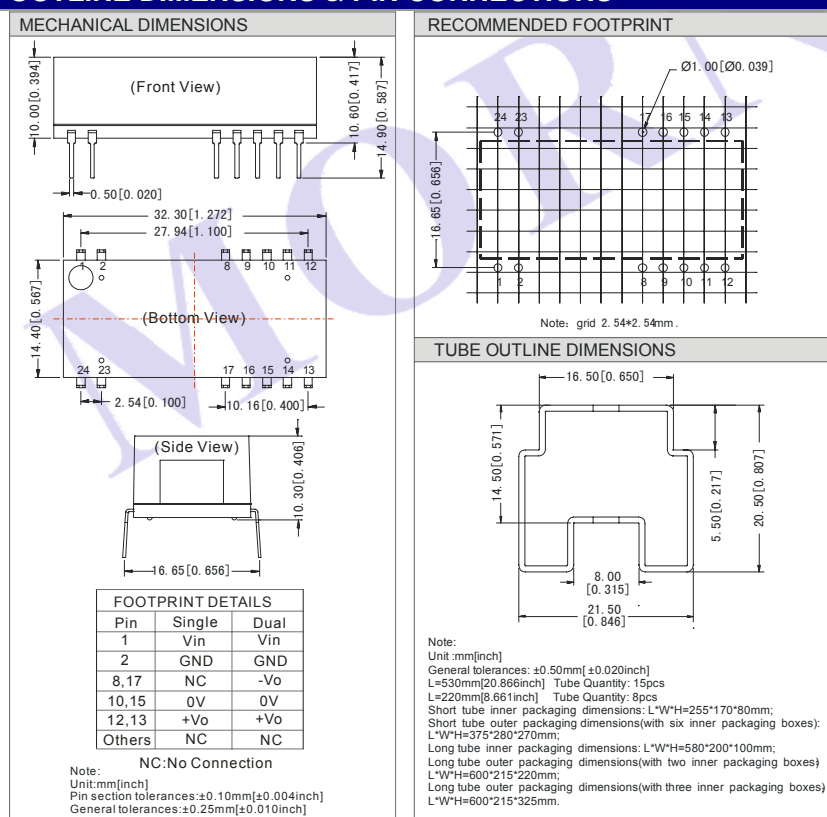 MECHANICAL DIMENSIONS
(Front View)
10.00[0.394]
10.60[0.417]
14.90[0.587]
0.50[0.020]
32.30[1.272]
27.94[1.100]
1 2 8 9 10 11 12
14.40[0.567]
(Bottom View)
24 23 17 16 15 14 13
2.54[0.100]
10.16[0.400]
(Side View)
10.30[0.406]
16.65[0.656]
FOOTPRINT DETAILS
Pin Single Dual
1 Vin Vin
2 GND GND
8,17 NC -Vo
10,15 0V 0V
12,13 +Vo +Vo
Others NC NC
NC:No Connection
Note:
Unit:mm[inch]
Pin section tolerances:±0.10mm[±0.004inch]
General tolerances:±0.25mm[±0.010inch]
RECOMMENDED FOOTPRINT
Ø1.00[Ø0.039]
24 23 17 16 15 14 13
16.65[0.656]
1 2 8 9 10 11 12
Note: grid 2.54*2.54mm.
TUBE OUTLINE DIMENSIONS
16.50[0.650]
14.50[0.571]
5.50[0.217]
20.50[0.807]
8.00
[0.315]
21.50
[0.846]
Note:
Unit :mm[inch]
General tolerances: ±0.50mm[ ±0.020inch]
L=530mm[20.866inch] Tube Quantity: 15pcs
L=220mm[8.661inch] Tube Quantity: 8pcs
Short tube inner packaging dimensions: L*W*H=255*170*80mm;
Short tube outer packaging dimensions(with six inner packaging boxes):
L*W*H=375*280*270mm;
Long tube inner packaging dimensions: L*W*H=580*200*100mm;
Long tube outer packaging dimensions(with two inner packaging boxes)
L*W*H=600*215*220mm;
Long tube outer packaging dimensions(with three inner packaging boxes)
L*W*H=600*215*325mm.
MORN